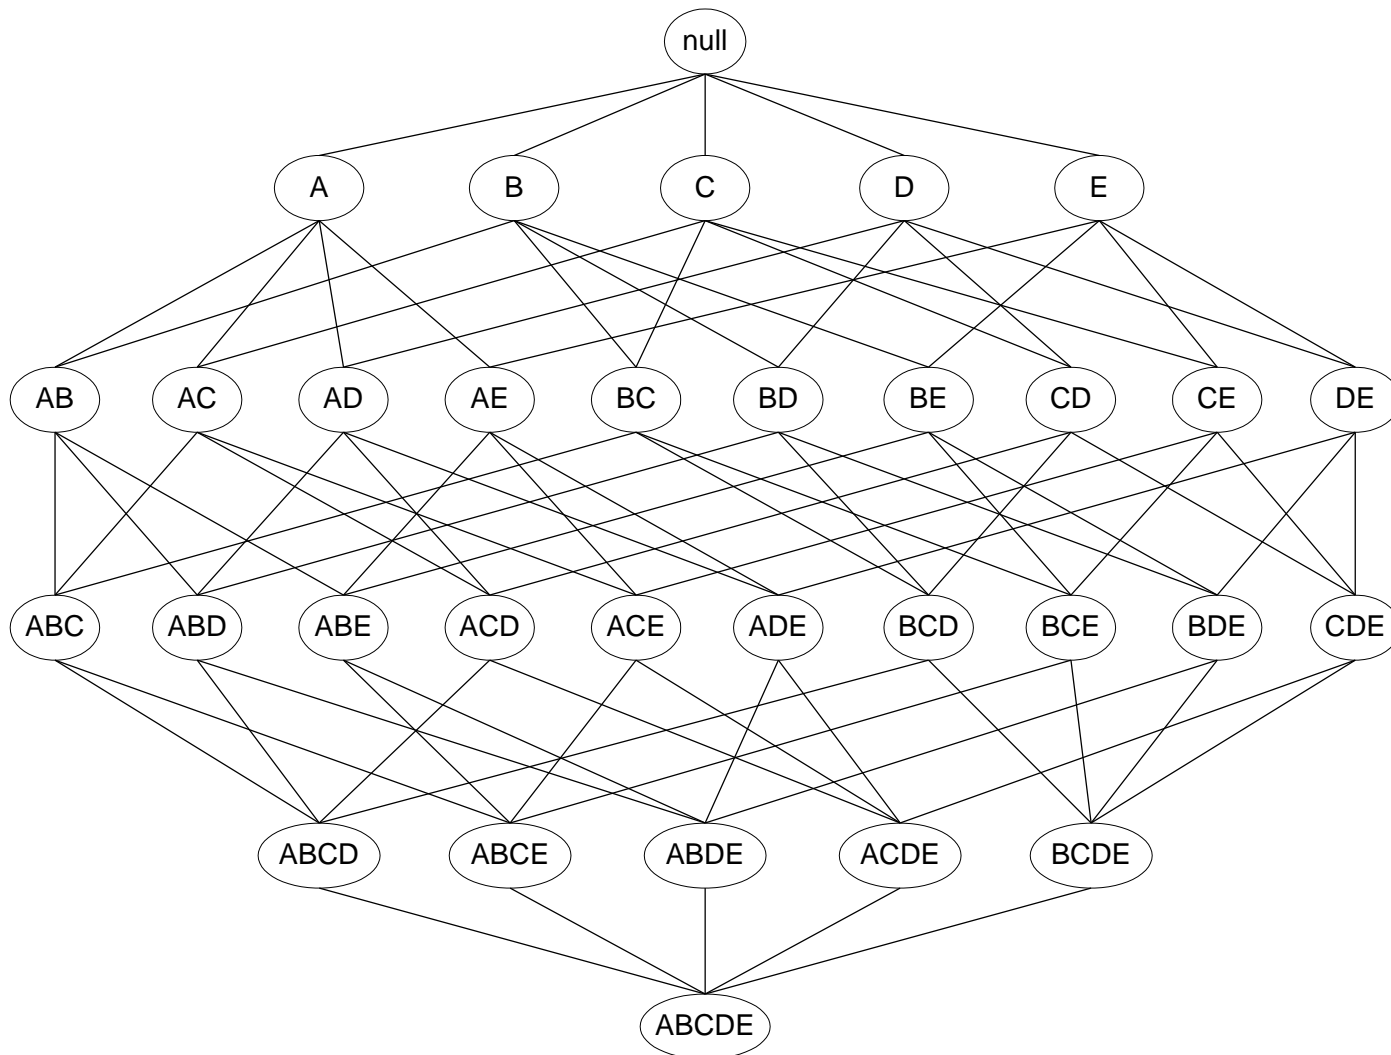 null
A B C D E
AB AC AD AE BC BD BE CD CE DE
ABC ABD ABE ACD ACE ADE BCD BCE BDE CDE
ABCD ABCE ABDE ACDE BCDE
ABCDE